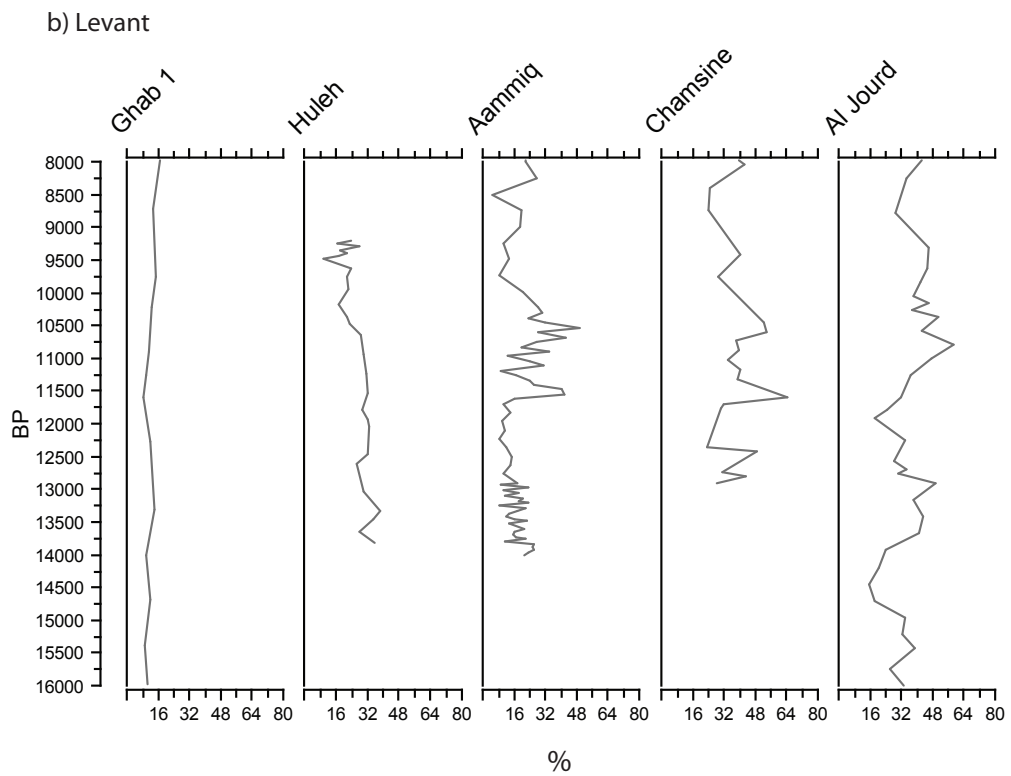 b) Levant
Ghab 1
Huleh
Aammiq
Chamsine
Al Jourd
8000
8500
9000
9500
10000
10500
11000
11500
12000
12500
13000
13500
14000
14500
15000
15500
16000
BP
16 32 48 64 80 16 32 48 64 80 16 32 48 64 80 16 32 48 64 80 16 32 48 64 80
%